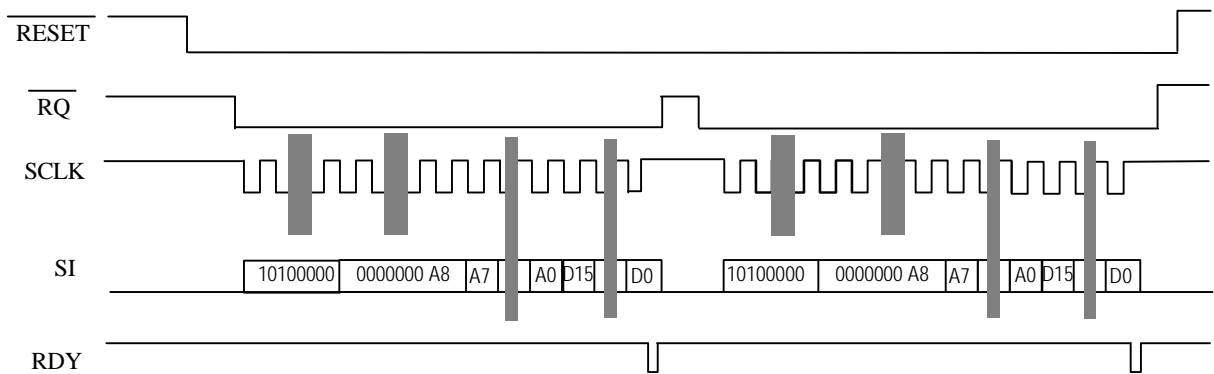 RESET
RQ
SCLK
SI
10100000 0000000 A8 A7 A0 D15 D0 10100000 0000000 A8 A7 A0 D15 D0
RDY